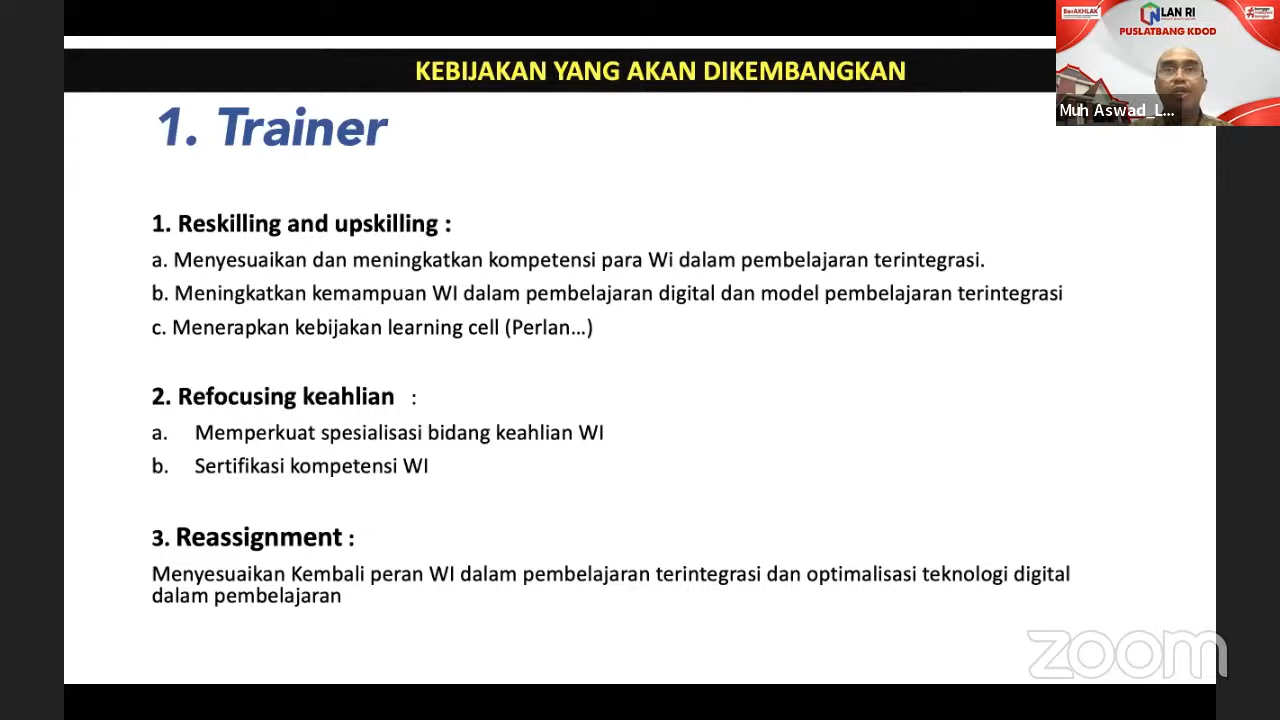 KEBIJAKAN YANG AKAN DIKEMBANGKAN
1. Trainer
1. Reskilling and upskilling :
a. Menyesuaikan dan meningkatkan kompetensi para Wi dalam pembelajaran terintegrasi.
b. Meningkatkan kemampuan WI dalam pembelajaran digital dan model pembelajaran terintegrasi
c. Menerapkan kebijakan learning cell (Perlan...)
2. Refocusing keahlian :
a. Memperkuat spesialisasi bidang keahlian WI
b. Sertifikasi kompetensi WI
3. Reassignment :
Menyesuaikan Kembali peran WI dalam pembelajaran terintegrasi dan optimalisasi teknologi digital
dalam pembelajaran
BerAKHLAK
LAN RI
PUSLATBANG KDOD
Muh Aswad_L...
zoom